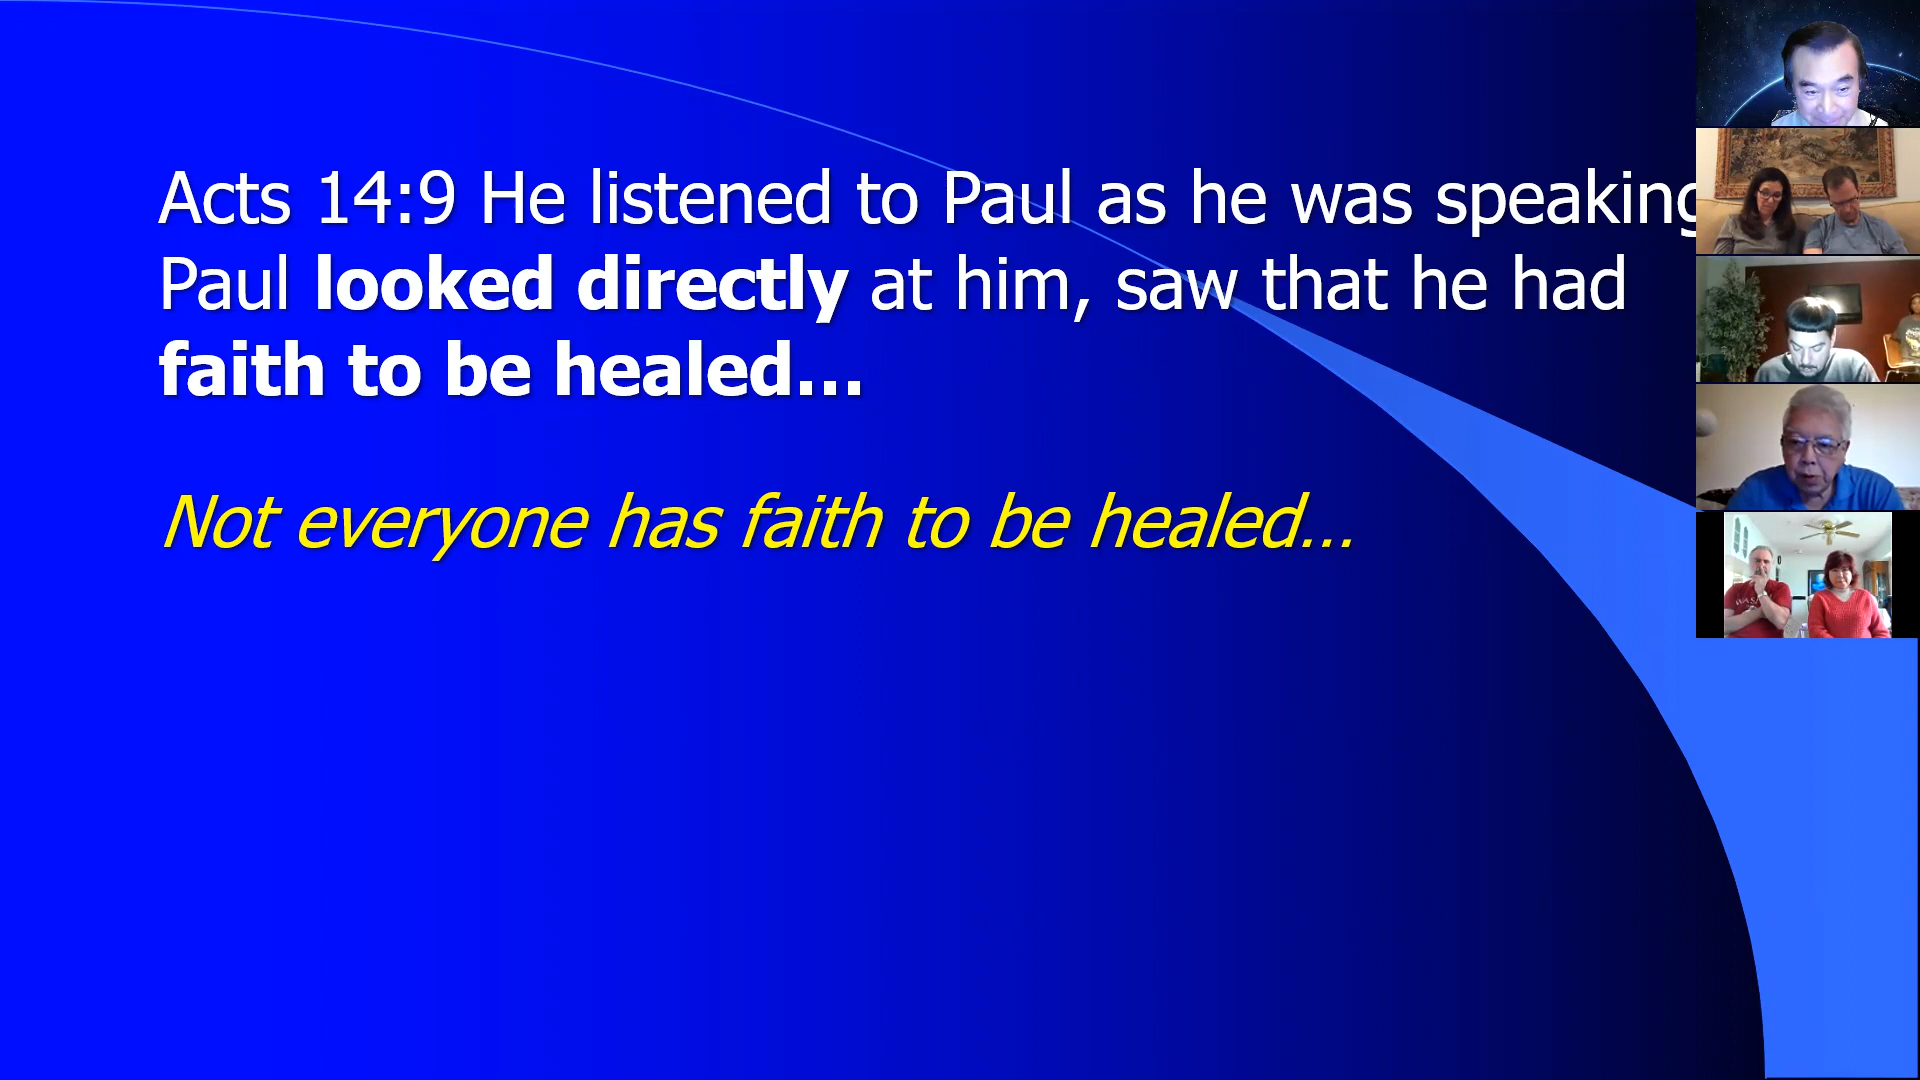 Acts 14:9 He listened to Paul as he was speaking
Paul looked directly at him, saw that he had
faith to be healed...
Not everyone has faith to be healed...